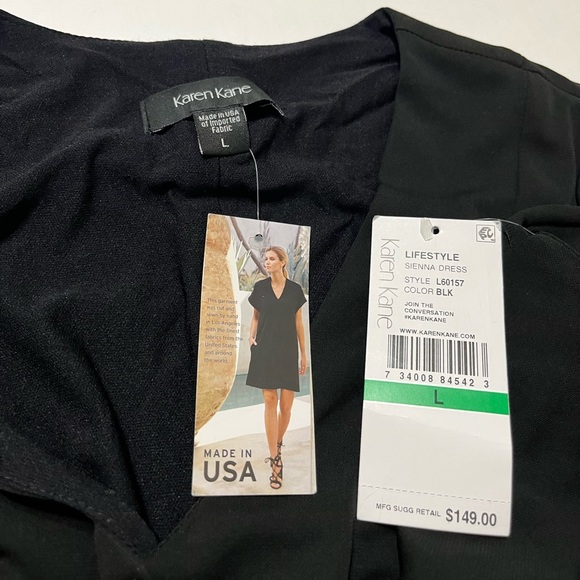 Karen Kane
Made in USA
of Imported
Fabric
L
This garment
was cut and
sewn by hand
in Los Angeles
with the finest
fabrics from the
United States
and around
the world.
MADE IN
USA
Karen Kane
LIFESTYLE
SIENNA DRESS
STYLE L60157
COLOR BLK
JOIN THE
CONVERSATION
#KARENKANE
WWW.KARENKANE.COM
7 34008 84542 3
L
MFG SUGG RETAIL $149.00